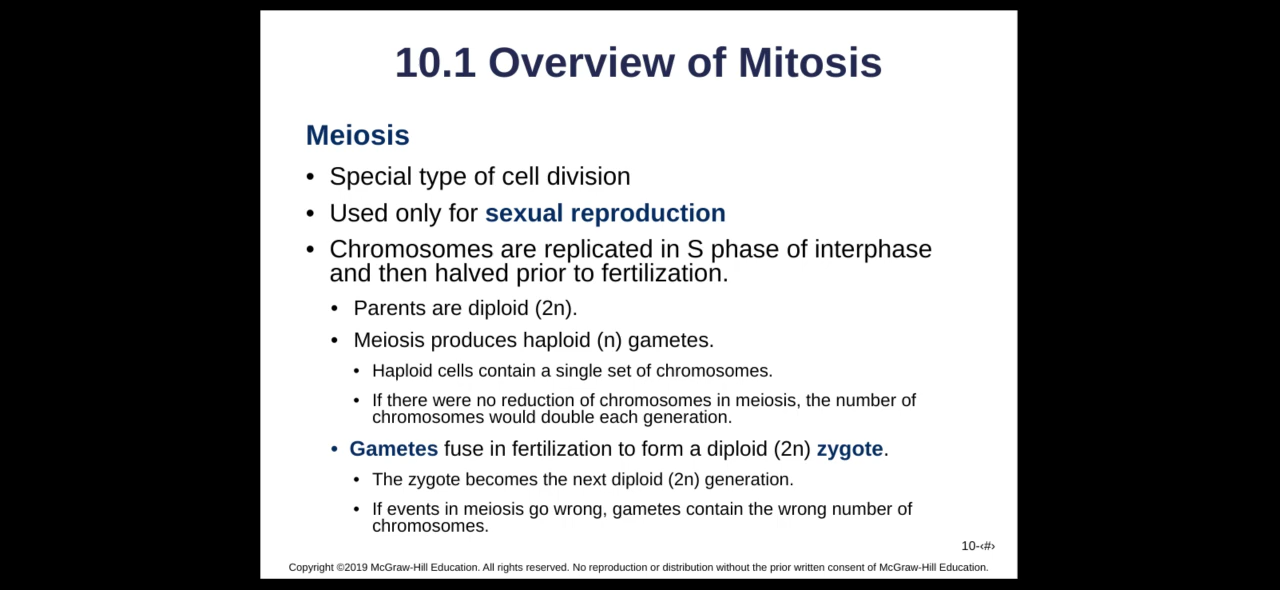 10.1 Overview of Mitosis
Meiosis
• Special type of cell division
• Used only for sexual reproduction
• Chromosomes are replicated in S phase of interphase
and then halved prior to fertilization.
• Parents are diploid (2n).
• Meiosis produces haploid (n) gametes.
• Haploid cells contain a single set of chromosomes.
• If there were no reduction of chromosomes in meiosis, the number of
chromosomes would double each generation.
• Gametes fuse in fertilization to form a diploid (2n) zygote.
• The zygote becomes the next diploid (2n) generation.
• If events in meiosis go wrong, gametes contain the wrong number of
chromosomes.
10-‹#›
Copyright ©2019 McGraw-Hill Education. All rights reserved. No reproduction or distribution without the prior written consent of McGraw-Hill Education.